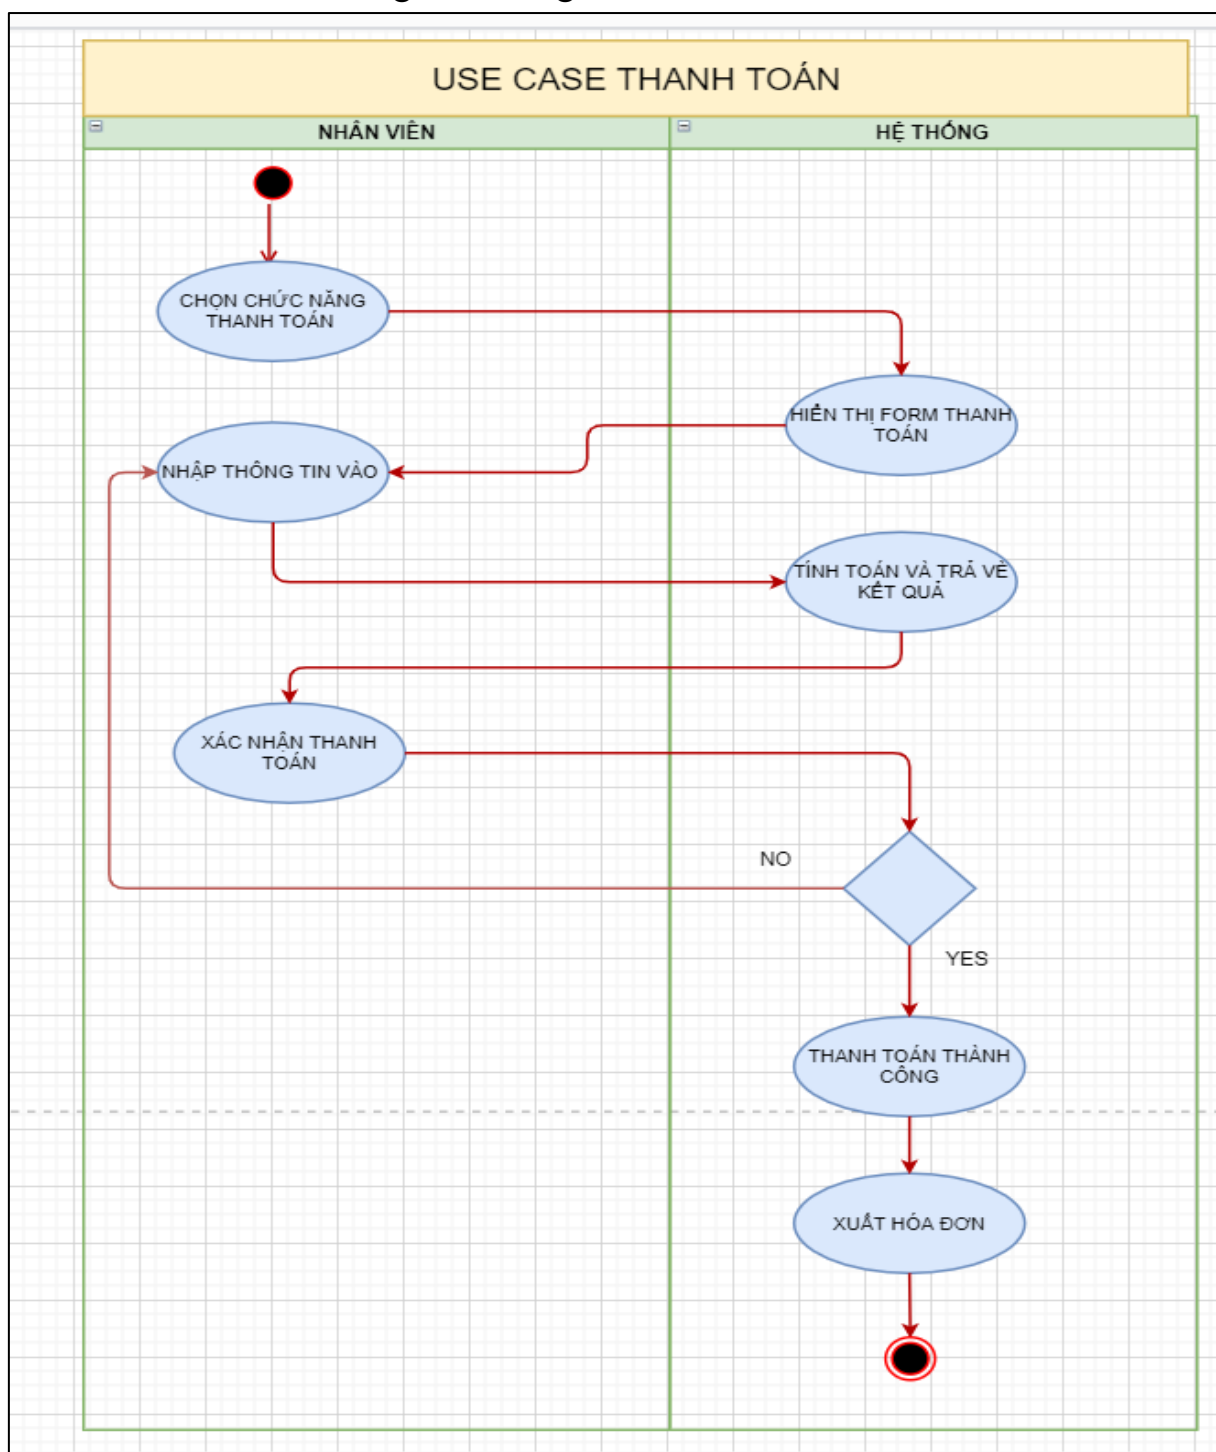 USE CASE THANH TOÁN
NHÂN VIÊN
HỆ THỐNG
CHỌN CHỨC NĂNG
THANH TOÁN
HIỂN THỊ FORM THANH
TOÁN
NHẬP THÔNG TIN VÀO
TÍNH TOÁN VÀ TRẢ VỀ
KẾT QUẢ
XÁC NHẬN THANH
TOÁN
NO
YES
THANH TOÁN THÀNH
CÔNG
XUẤT HÓA ĐƠN